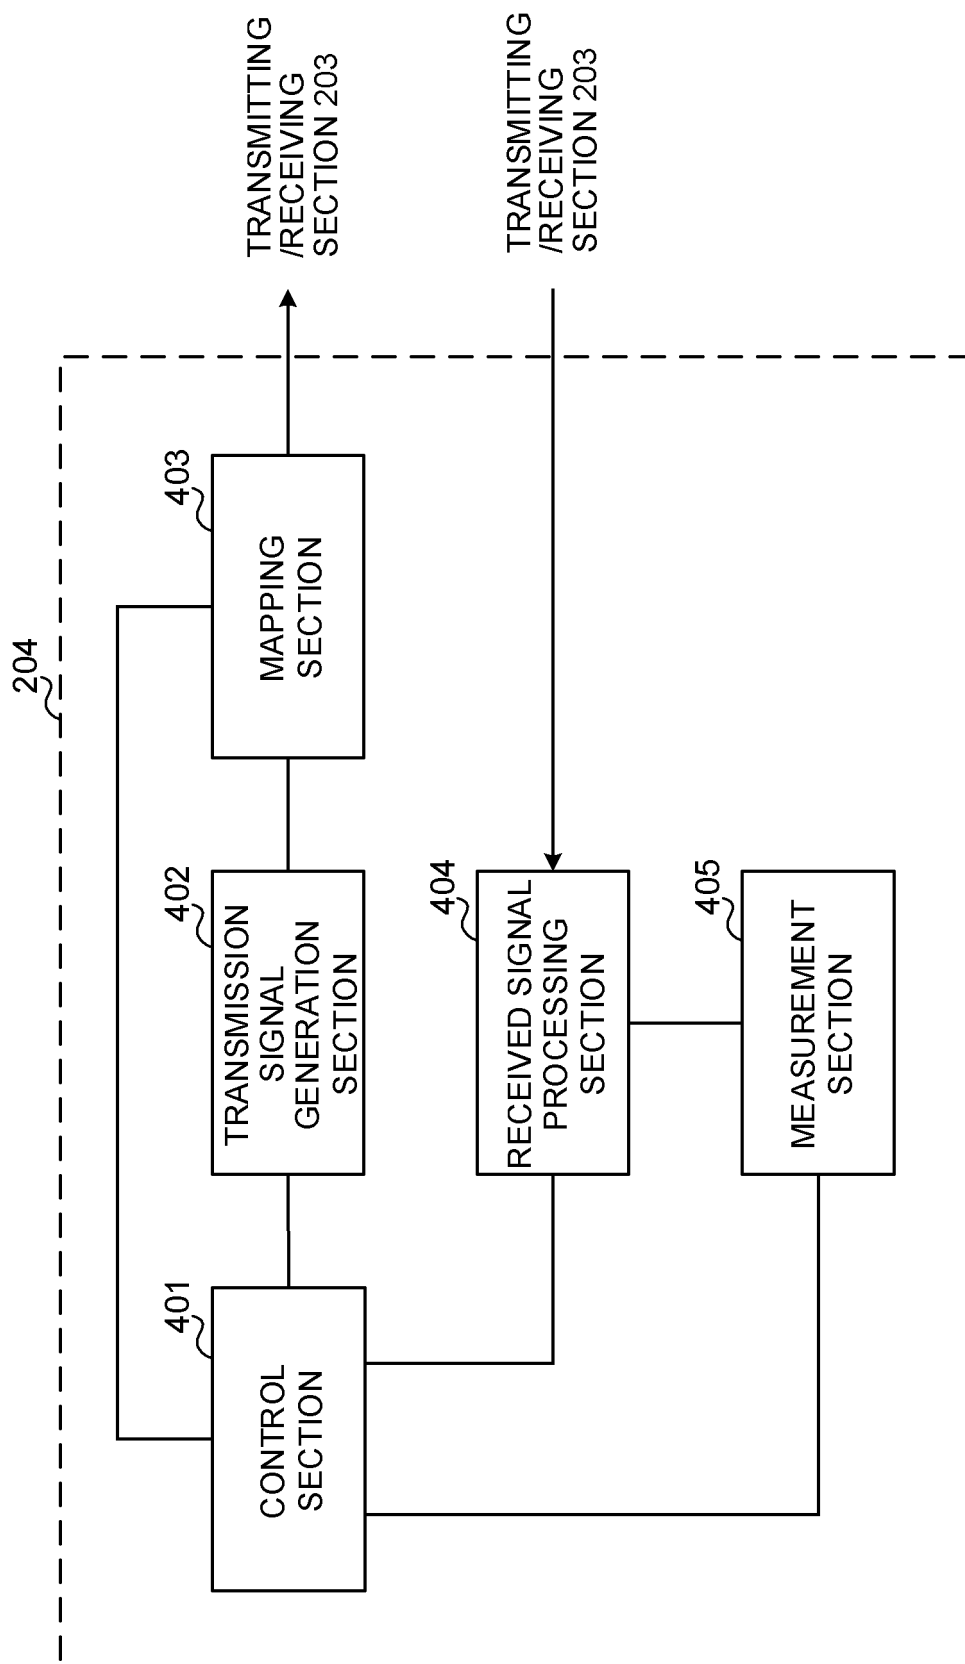 204
401
CONTROL
SECTION
402
TRANSMISSION
SIGNAL
GENERATION
SECTION
403
MAPPING
SECTION
TRANSMITTING
/RECEIVING
SECTION 203
404
RECEIVED SIGNAL
PROCESSING
SECTION
TRANSMITTING
/RECEIVING
SECTION 203
405
MEASUREMENT
SECTION